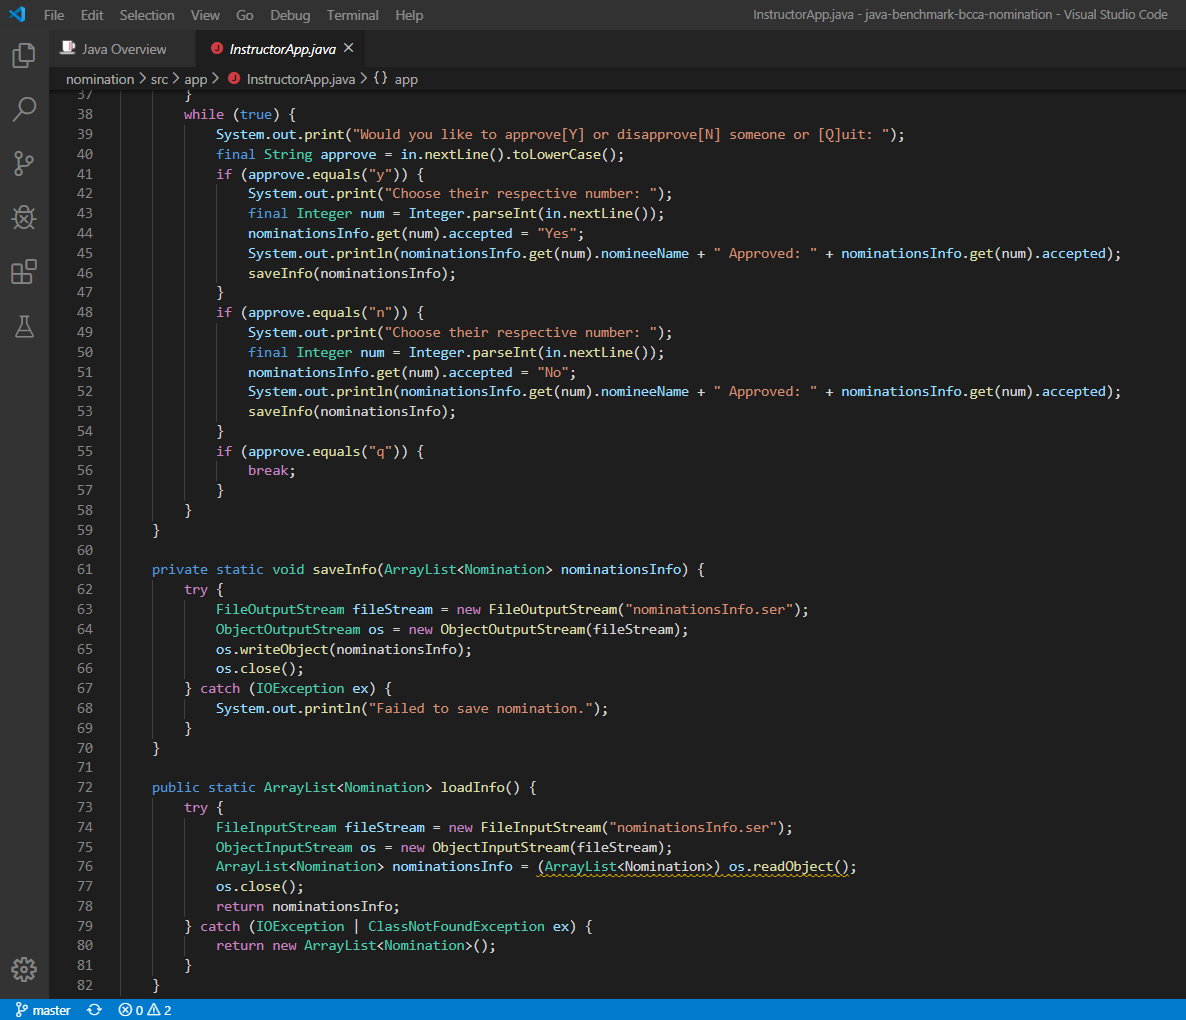 File Edit Selection View Go Debug Terminal Help InstructorApp.java - java-benchmark-bcca-nomination - Visual Studio Code
Java Overview InstructorApp.java ×
nomination > src > app > InstructorApp.java > {} app
37 }
38 while (true) {
39 System.out.print("Would you like to approve[Y] or disapprove[N] someone or [Q]uit: ");
40 final String approve = in.nextLine().toLowerCase();
41 if (approve.equals("y")) {
42 System.out.print("Choose their respective number: ");
43 final Integer num = Integer.parseInt(in.nextLine());
44 nominationsInfo.get(num).accepted = "Yes";
45 System.out.println(nominationsInfo.get(num).nomineeName + " Approved: " + nominationsInfo.get(num).accepted);
46 saveInfo(nominationsInfo);
47 }
48 if (approve.equals("n")) {
49 System.out.print("Choose their respective number: ");
50 final Integer num = Integer.parseInt(in.nextLine());
51 nominationsInfo.get(num).accepted = "No";
52 System.out.println(nominationsInfo.get(num).nomineeName + " Approved: " + nominationsInfo.get(num).accepted);
53 saveInfo(nominationsInfo);
54 }
55 if (approve.equals("q")) {
56 break;
57 }
58 }
59 }
60
61 private static void saveInfo(ArrayList<Nomination> nominationsInfo) {
62 try {
63 FileOutputStream fileStream = new FileOutputStream("nominationsInfo.ser");
64 ObjectOutputStream os = new ObjectOutputStream(fileStream);
65 os.writeObject(nominationsInfo);
66 os.close();
67 } catch (IOException ex) {
68 System.out.println("Failed to save nomination.");
69 }
70 }
71
72 public static ArrayList<Nomination> loadInfo() {
73 try {
74 FileInputStream fileStream = new FileInputStream("nominationsInfo.ser");
75 ObjectInputStream os = new ObjectInputStream(fileStream);
76 ArrayList<Nomination> nominationsInfo = (ArrayList<Nomination>) os.readObject();
77 os.close();
78 return nominationsInfo;
79 } catch (IOException | ClassNotFoundException ex) {
80 return new ArrayList<Nomination>();
81 }
82 }
master 0 2